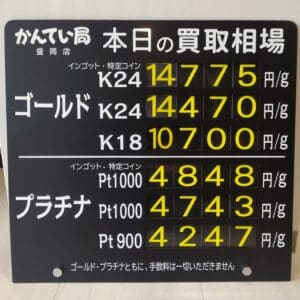 かんてい局 本日の買取相場
盛岡店
インゴット・特定コイン
K24 14775 円/g
ゴールド K24 14470 円/g
K18 10700 円/g
インゴット・特定コイン
Pt1000 4848 円/g
プラチナ Pt1000 4743 円/g
Pt900 4247 円/g
ゴールド・プラチナともに、手数料は一切いただきません